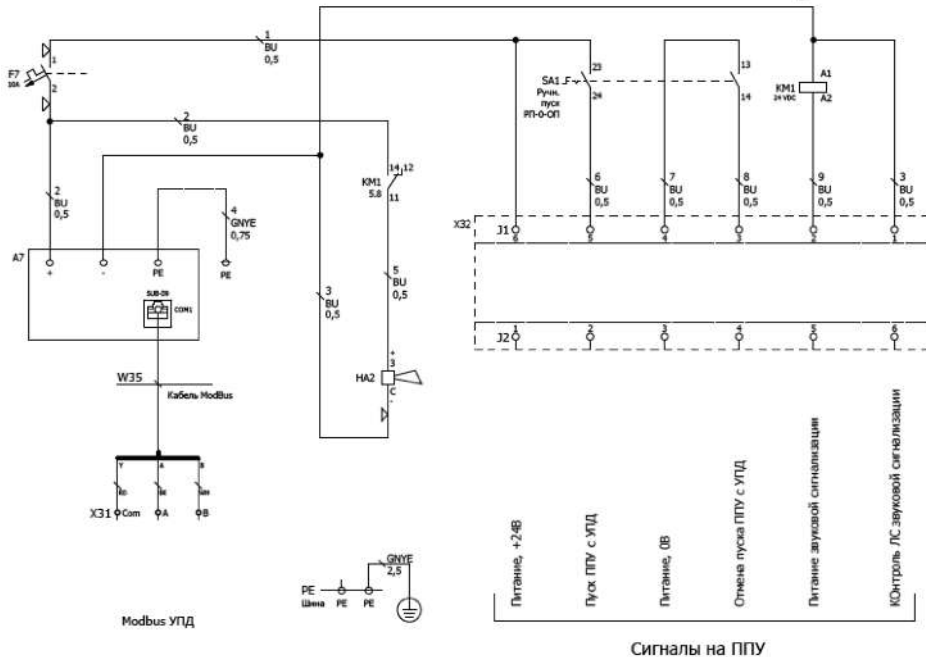 1
BU
0,5
F7
10A
1
2
2
BU
0,5
2
BU
0,5
4
GNYE
0,75
PE
A7
+
-
PE
SUB-D9
COM1
W35
Кабель ModBus
Y
A
B
X31
Com
A
B
Modbus УПД
3
BU
0,5
14
12
KM1
5.8
11
5
BU
0,5
+
3
HA2
C
-
PE
Шина
PE
PE
GNYE
2,5
SA1
Ручн.
пуск
РП-0-ОП
23
24
13
14
KM1
24 VDC
A1
A2
6
BU
0,5
7
BU
0,5
8
BU
0,5
9
BU
0,5
3
BU
0,5
X32
J1
6
5
4
3
2
1
J2
1
2
3
4
5
6
Питание, +24В
Пуск ППУ с УПД
Питание, 0В
Отмена пуска ППУ с УПД
Питание звуковой сигнализации
КОнтроль ЛС звуковой сигнализации
Сигналы на ППУ